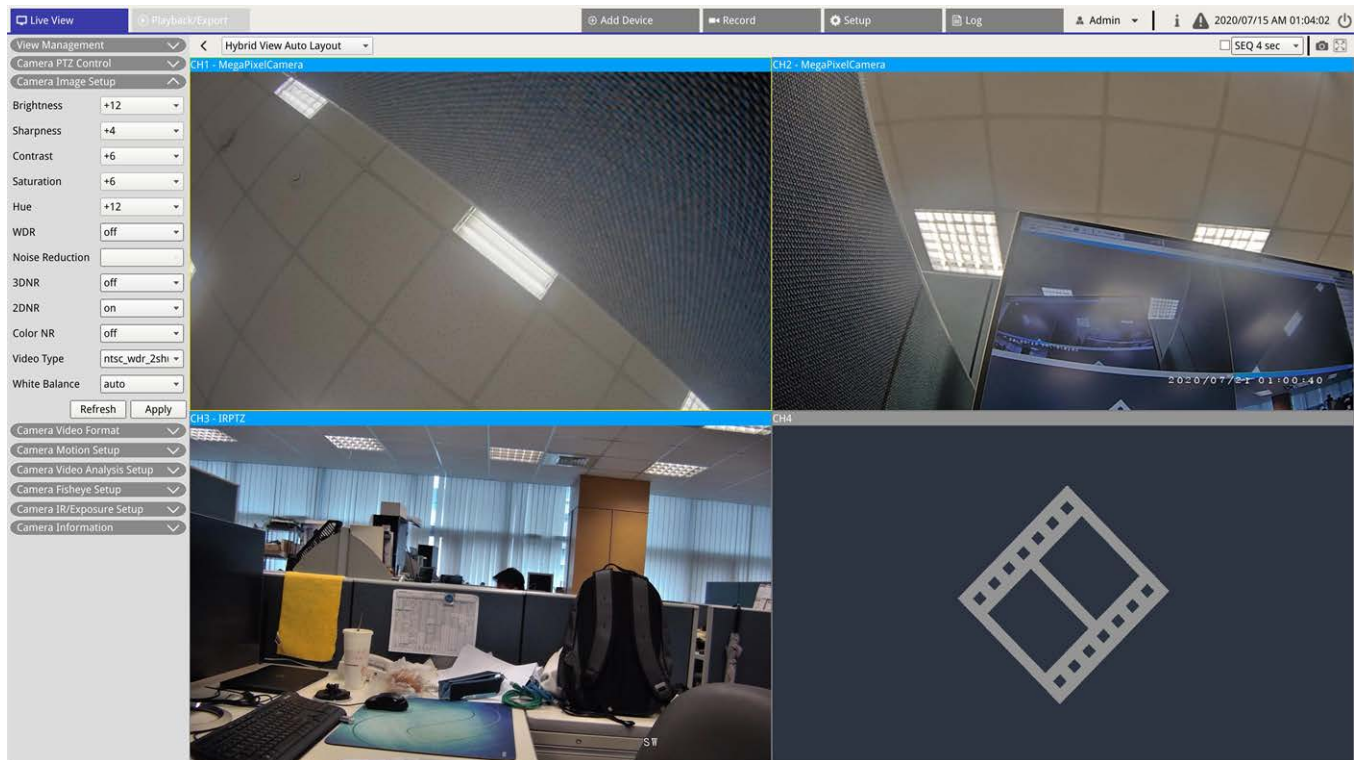 Live View
Playback/Export
Add Device
Record
Setup
Log
Admin
2020/07/15 AM 01:04:02
View Management
Hybrid View Auto Layout
SEQ 4 sec
Camera PTZ Control
CH1 - MegaPixelCamera
CH2 - MegaPixelCamera
Camera Image Setup
Brightness +12
Sharpness +4
Contrast +6
Saturation +6
Hue +12
WDR off
Noise Reduction
3DNR off
2DNR on
Color NR off
Video Type ntsc_wdr_2shu
White Balance auto
2020/07/21 01:00:40
Refresh Apply
CH3 - IRPTZ
CH4
Camera Video Format
Camera Motion Setup
Camera Video Analysis Setup
Camera Fisheye Setup
Camera IR/Exposure Setup
Camera Information
SW